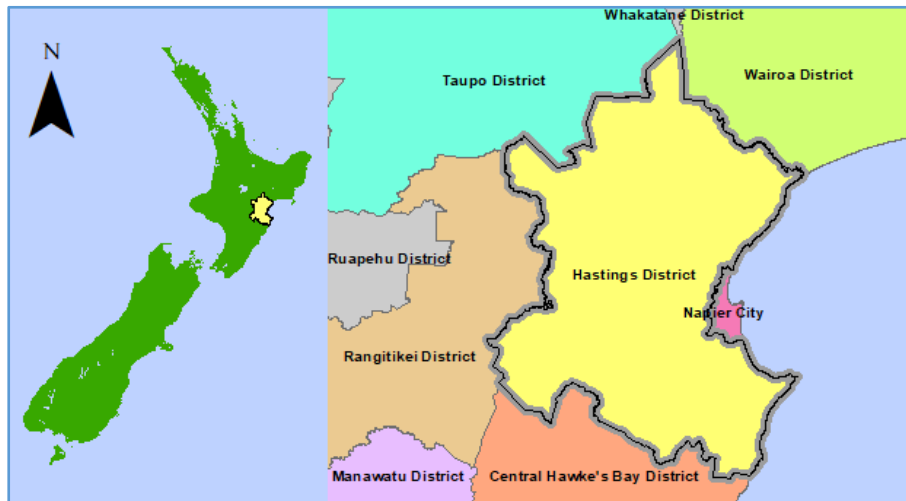 N
Whakatane District
Taupo District
Wairoa District
Ruapehu District
Hastings District
Napier City
Rangitikei District
Manawatu District
Central Hawke's Bay District